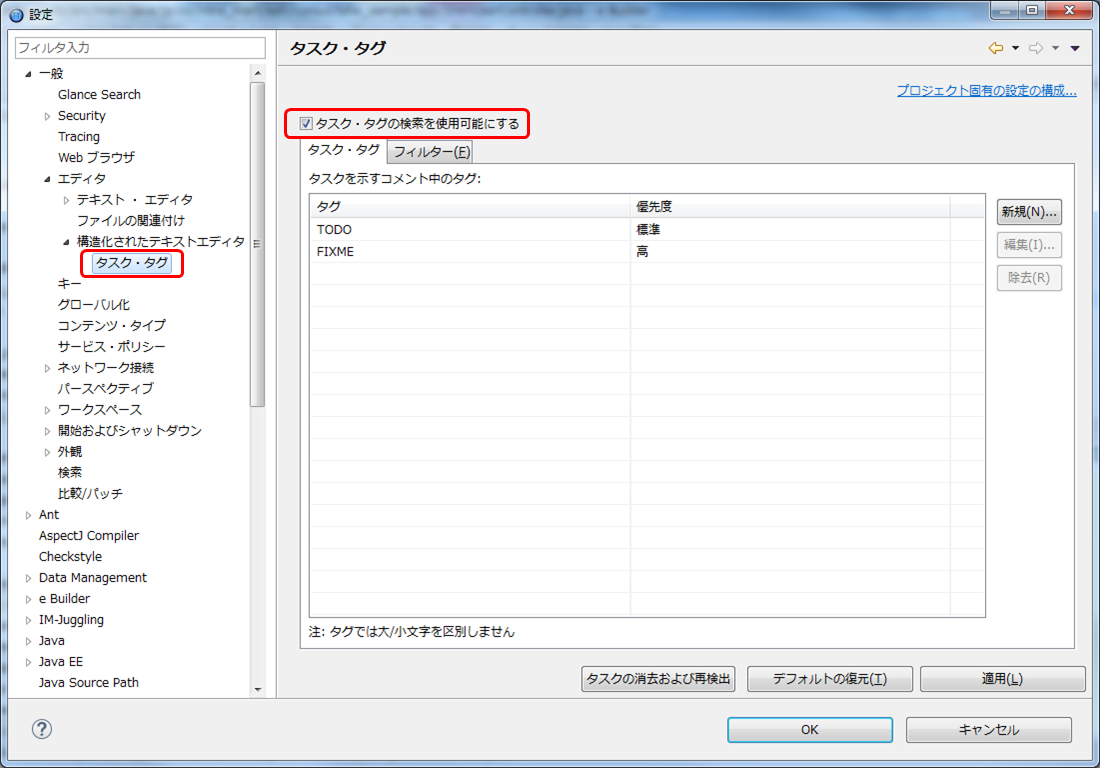 設定
フィルタ入力
一般
Glance Search
Security
Tracing
Web ブラウザ
エディタ
テキスト ・ エディタ
ファイルの関連付け
構造化されたテキストエディタ
タスク・タグ
キー
グローバル化
コンテンツ・タイプ
サービス・ポリシー
ネットワーク接続
パースペクティブ
ワークスペース
開始およびシャットダウン
外観
検索
比較/パッチ
Ant
AspectJ Compiler
Checkstyle
Data Management
e Builder
IM-Juggling
Java
Java EE
Java Source Path
タスク・タグ
プロジェクト固有の設定の構成...
タスク・タグの検索を使用可能にする
タスク・タグ フィルター(F)
タスクを示すコメント中のタグ:
タグ 優先度
TODO 標準
FIXME 高
新規(N)...
編集(I)...
除去(R)
注: タグでは大/小文字を区別しません
タスクの消去および再検出 デフォルトの復元(T) 適用(L)
? OK キャンセル